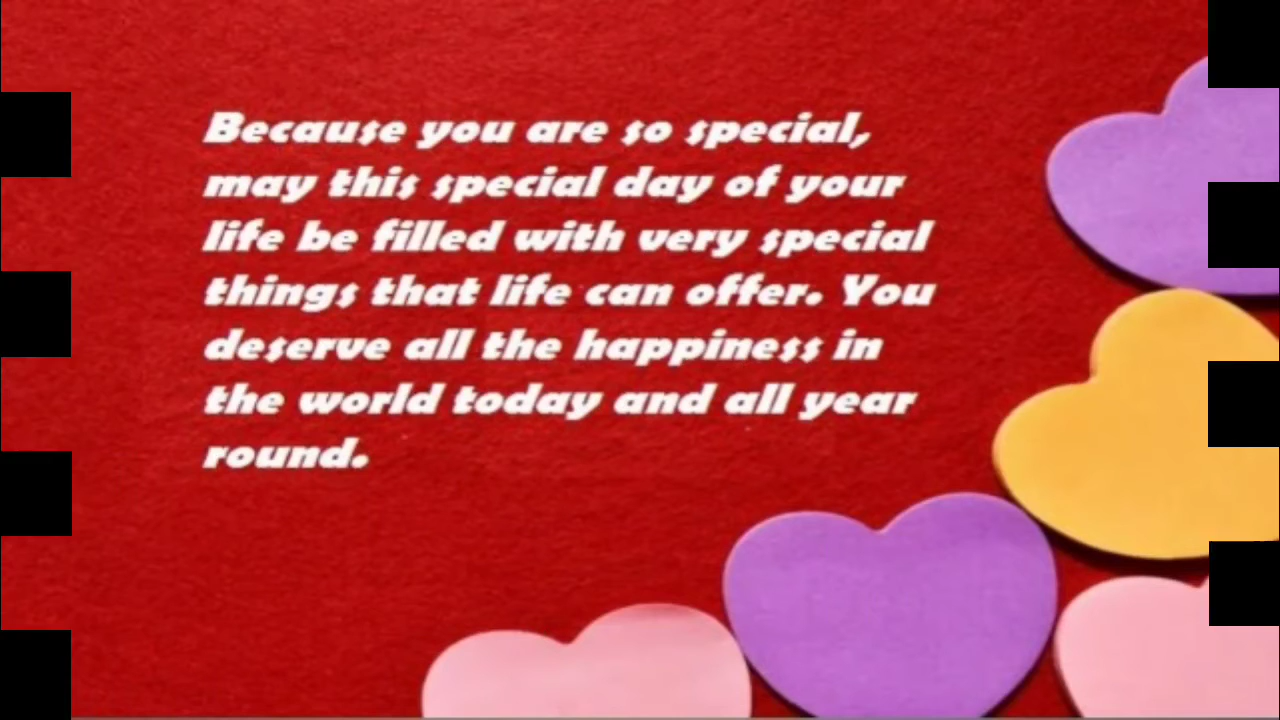 Because you are so special,
may this special day of your
life be filled with very special
things that life can offer. You
deserve all the happiness in
the world today and all year
round.